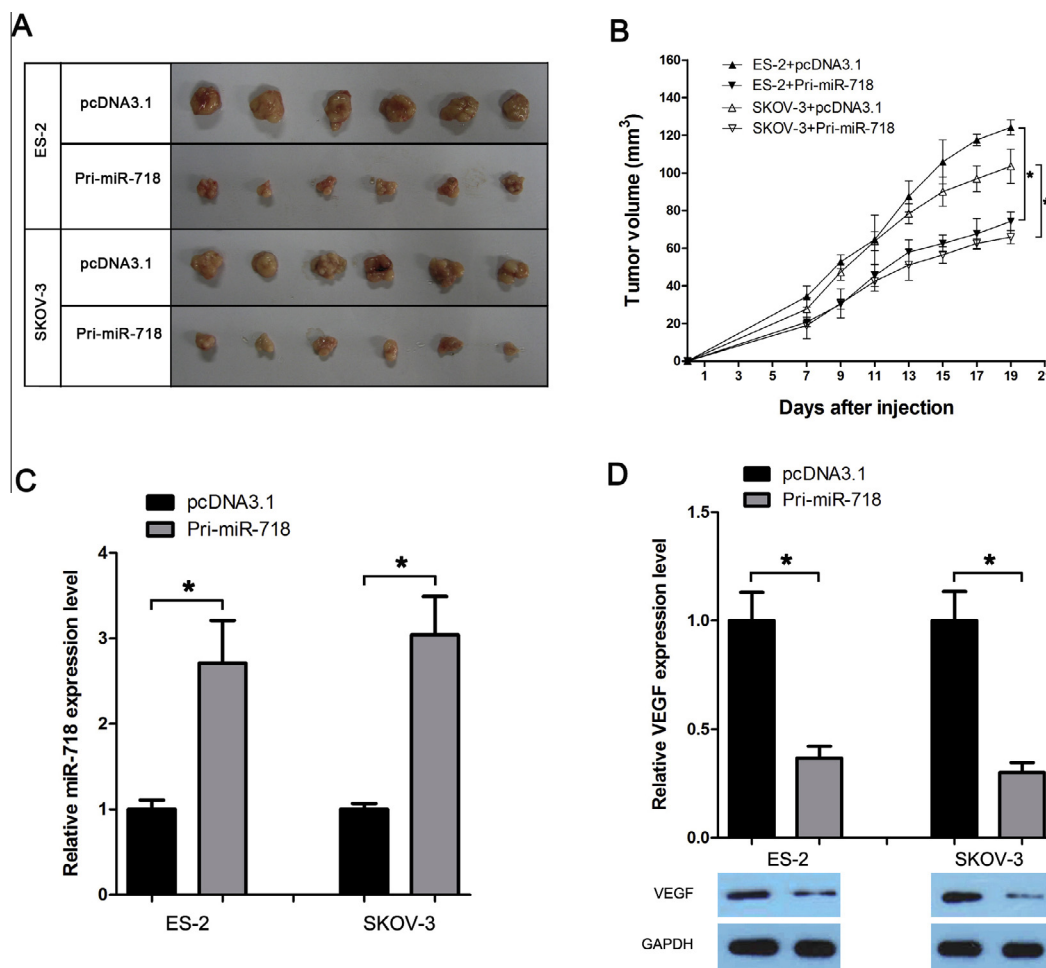 A
ES-2
pcDNA3.1
Pri-miR-718
SKOV-3
pcDNA3.1
Pri-miR-718
B
ES-2+pcDNA3.1
ES-2+Pri-miR-718
SKOV-3+pcDNA3.1
SKOV-3+Pri-miR-718
Tumor volume (mm³)
160
140
120
100
80
60
40
20
0
1 3 5 7 9 11 13 15 17 19 2
Days after injection
*
*
C
pcDNA3.1
Pri-miR-718
Relative miR-718 expression level
4
3
2
1
0
*
*
ES-2 SKOV-3
D
pcDNA3.1
Pri-miR-718
Relative VEGF expression level
1.5
1.0
0.5
0.0
*
*
ES-2 SKOV-3
VEGF
GAPDH